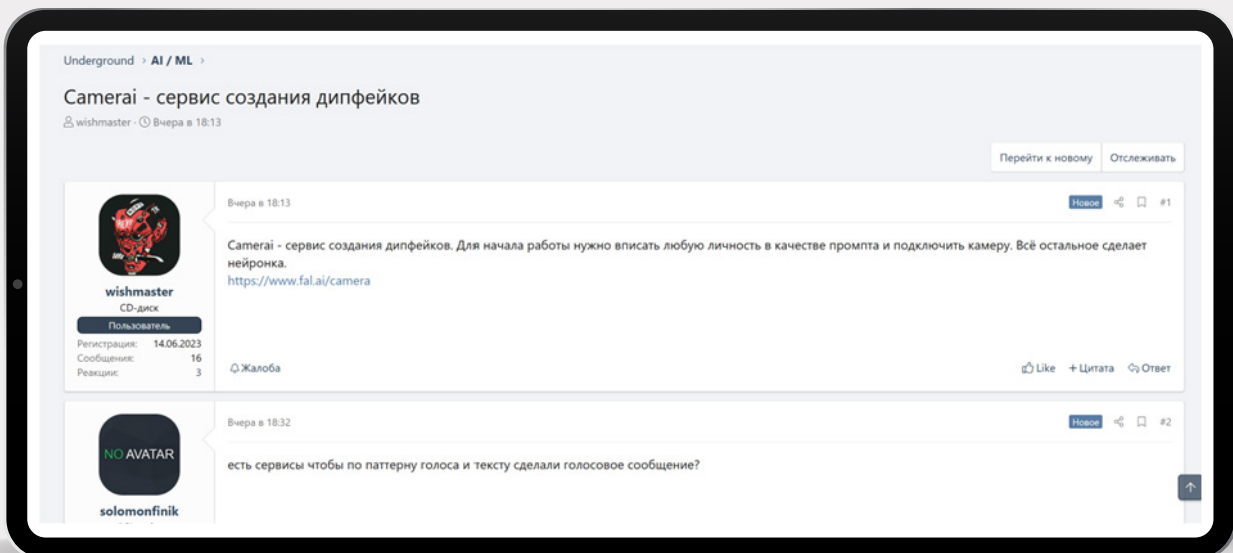 Underground > AI / ML >
Camerai - сервис создания дипфейков
wishmaster · Вчера в 18:13
Перейти к новому Отслеживать
Вчера в 18:13
Новое #1
Camerai - сервис создания дипфейков. Для начала работы нужно вписать любую личность в качестве промпта и подключить камеру. Всё остальное сделает
нейронка.
https://www.fal.ai/camera
wishmaster
CD-диск
Пользователь
Регистрация: 14.06.2023
Сообщения: 16
Реакции: 3
Жалоба
Like + Цитата Ответ
Вчера в 18:32
Новое #2
NO AVATAR
есть сервисы чтобы по паттерну голоса и тексту сделали голосовое сообщение?
solomonfinik